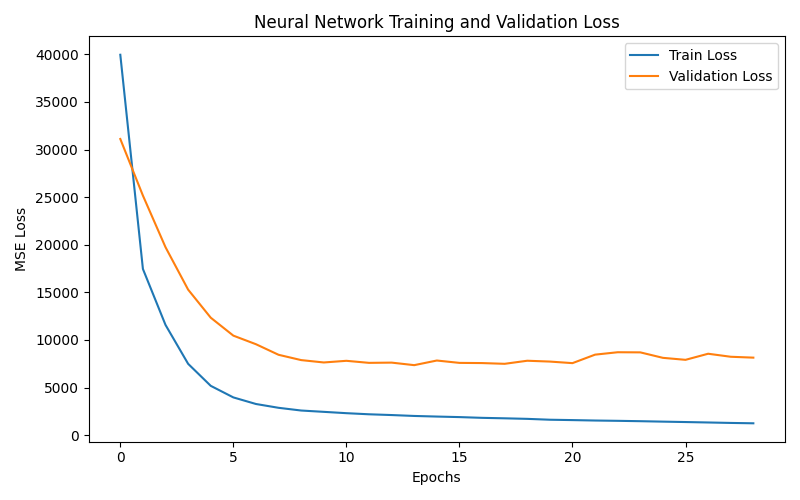 Neural Network Training and Validation Loss
Train Loss
Validation Loss
40000
35000
30000
25000
20000
15000
10000
5000
0
MSE Loss
0 5 10 15 20 25
Epochs